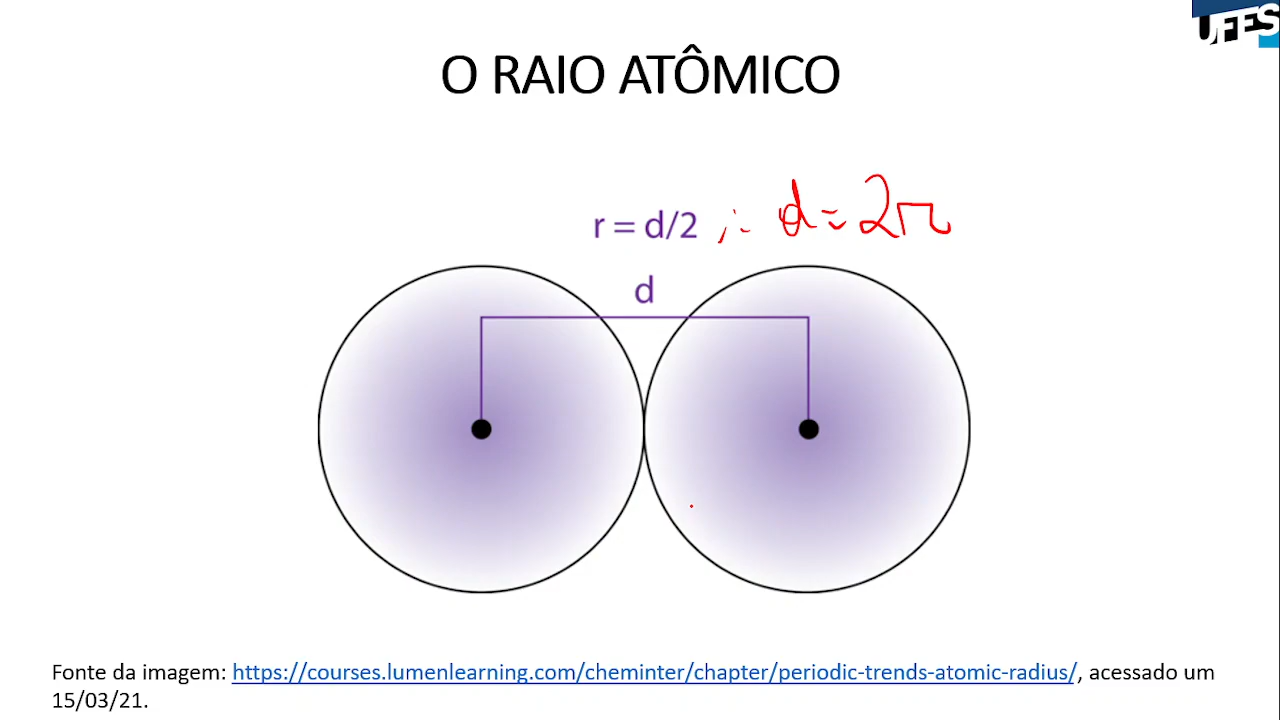 UFES
O RAIO ATÔMICO
r = d/2 ∴ d = 2r
d
Fonte da imagem: https://courses.lumenlearning.com/cheminter/chapter/periodic-trends-atomic-radius/, acessado um
15/03/21.